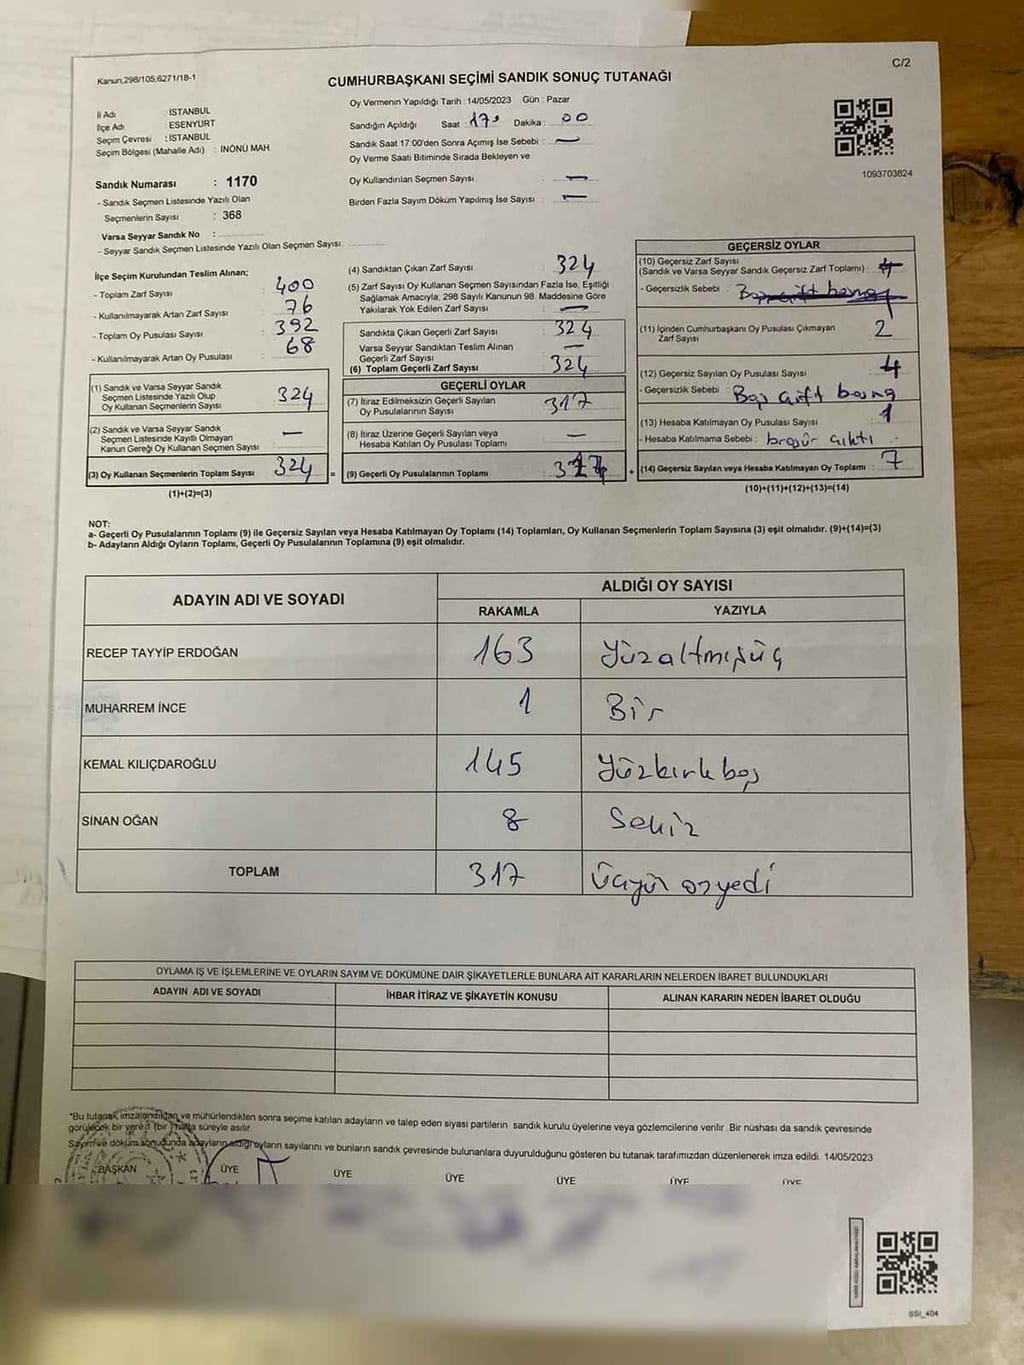 Kanun;298/105;6271/18-1
C/2
CUMHURBAŞKANI SEÇİMİ SANDIK SONUÇ TUTANAĞI
İl Adı : İSTANBUL
İlçe Adı : ESENYURT
Seçim Çevresi : İSTANBUL
Seçim Bölgesi (Mahalle Adı) : İNÖNÜ MAH.
Sandık Numarası : 1170
- Sandık Seçmen Listesinde Yazılı Olan
Seçmenlerin Sayısı : 368
Varsa Seyyar Sandık No :
- Seyyar Sandık Seçmen Listesinde Yazılı Olan Seçmen Sayısı:
Oy Vermenin Yapıldığı Tarih : 14/05/2023 Gün : Pazar
Sandığın Açıldığı Saat : 17 Dakika : 00
Sandık Saat 17:00'den Sonra Açımış İse Sebebi : —
Oy Verme Saati Bitiminde Sırada Bekleyen ve
Oy Kullandırılan Seçmen Sayısı : —
Birden Fazla Sayım Döküm Yapılmış İse Sayısı : —
1093703824
İlçe Seçim Kurulundan Teslim Alınan;
- Toplam Zarf Sayısı : 400
- Kullanılmayarak Artan Zarf Sayısı : 76
- Toplam Oy Pusulası Sayısı : 392
- Kullanılmayarak Artan Oy Pusulası : 68
(1) Sandık ve Varsa Seyyar Sandık
Seçmen Listesinde Yazılı Olup
Oy Kullanan Seçmenlerin Sayısı : 324
(2) Sandık ve Varsa Seyyar Sandık
Seçmen Listesinde Kayıtlı Olmayan
Kanun Gereği Oy Kullanan Seçmen Sayısı : —
(3) Oy Kullanan Seçmenlerin Toplam Sayısı : 324 =
(1)+(2)=(3)
(4) Sandıktan Çıkan Zarf Sayısı : 324
(5) Zarf Sayısı Oy Kullanan Seçmen Sayısından Fazla İse, Eşitliği
Sağlamak Amacıyla; 298 Sayılı Kanunun 98. Maddesine Göre
Yakılarak Yok Edilen Zarf Sayısı : —
Sandıkta Çıkan Geçerli Zarf Sayısı : 324
Varsa Seyyar Sandıktan Teslim Alınan
Geçerli Zarf Sayısı : —
(6) Toplam Geçerli Zarf Sayısı : 324
GEÇERLİ OYLAR
(7) İtiraz Edilmeksizin Geçerli Sayılan
Oy Pusulalarının Sayısı : 317
(8) İtiraz Üzerine Geçerli Sayılan veya
Hesaba Katılan Oy Pusulası Toplamı : —
(9) Geçerli Oy Pusulalarının Toplamı : 317 +
GEÇERSİZ OYLAR
(10) Geçersiz Zarf Sayısı
(Sandık ve Varsa Seyyar Sandık Geçersiz Zarf Toplamı) : 4
- Geçersizlik Sebebi :
(11) İçinden Cumhurbaşkanı Oy Pusulası Çıkmayan
Zarf Sayısı : 2
(12) Geçersiz Sayılan Oy Pusulası Sayısı : 4
- Geçersizlik Sebebi : Boş çift basma
(13) Hesaba Katılmayan Oy Pusulası Sayısı : 1
- Hesaba Katılmama Sebebi : broşür çıktı
(14) Geçersiz Sayılan veya Hesaba Katılmayan Oy Toplamı : 7
(10)+(11)+(12)+(13)=(14)
NOT:
a- Geçerli Oy Pusulalarının Toplamı (9) ile Geçersiz Sayılan veya Hesaba Katılmayan Oy Toplamı (14) Toplamları, Oy Kullanan Seçmenlerin Toplam Sayısına (3) eşit olmalıdır. (9)+(14)=(3)
b- Adayların Aldığı Oyların Toplamı, Geçerli Oy Pusulalarının Toplamına (9) eşit olmalıdır.
ADAYIN ADI VE SOYADI
ALDIĞI OY SAYISI
RAKAMLA YAZIYLA
RECEP TAYYİP ERDOĞAN 163 Yüzaltmışüç
MUHARREM İNCE 1 Bir
KEMAL KILIÇDAROĞLU 145 Yüzkırkbeş
SİNAN OĞAN 8 Sekiz
TOPLAM 317 Üçyüz onyedi
OYLAMA İŞ VE İŞLEMLERİNE VE OYLARIN SAYIM VE DÖKÜMÜNE DAİR ŞİKAYETLERLE BUNLARA AİT KARARLARIN NELERDEN İBARET BULUNDUKLARI
ADAYIN ADI VE SOYADI İHBAR İTİRAZ VE ŞİKAYETİN KONUSU ALINAN KARARIN NEDEN İBARET OLDUĞU
"Bu tutanak imzalandıktan ve mühürlendikten sonra seçime katılan adayların ve talep eden siyasi partilerin sandık kurulu üyelerine veya gözlemcilerine verilir. Bir nüshası da sandık çevresinde
görülecek bir yere 1 (bir) hafta süreyle asılır.
Sayım ve döküm sonucunda adayların aldığı oyların sayılarını ve bunların sandık çevresinde bulunanlara duyurulduğunu gösteren bu tutanak tarafımızdan düzenlenerek imza edildi. 14/05/2023
BAŞKAN ÜYE ÜYE ÜYE ÜYE ÜYE ÜYE
SSI_404